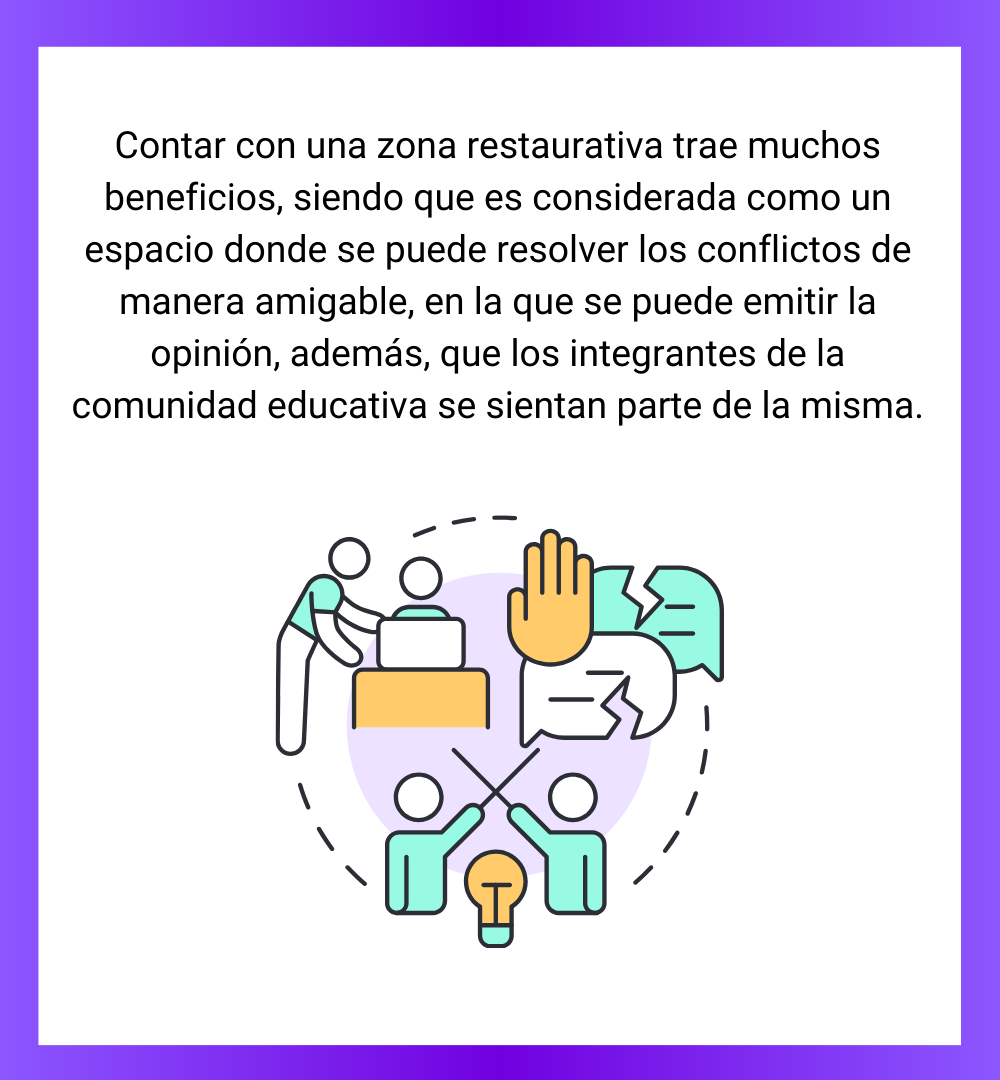 Contar con una zona restaurativa trae muchos
beneficios, siendo que es considerada como un
espacio donde se puede resolver los conflictos de
manera amigable, en la que se puede emitir la
opinión, además, que los integrantes de la
comunidad educativa se sientan parte de la misma.